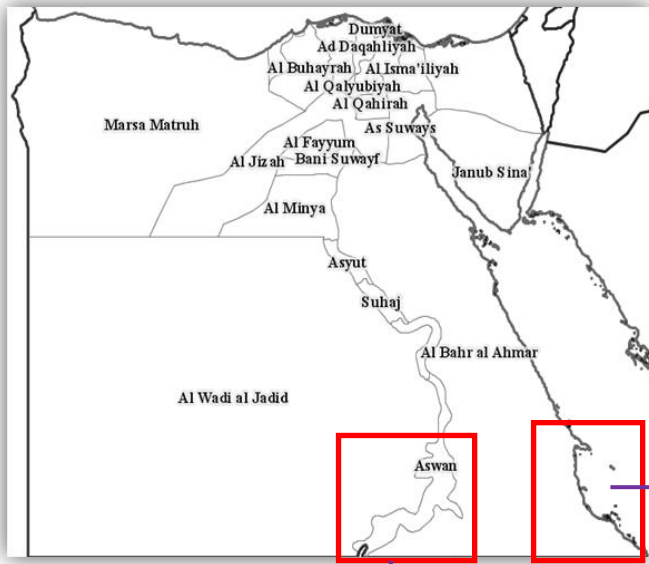 Dumyat
Ad Daqahliyah
Al Buhayrah
Al Isma'iliyah
Al Qalyubiyah
Al Qahirah
Marsa Matruh
As Suways
Al Fayyum
Al Jizah
Bani Suwayf
Janub Sina'
Al Minya
Asyut
Suhaj
Al Bahr al Ahmar
Al Wadi al Jadid
Aswan